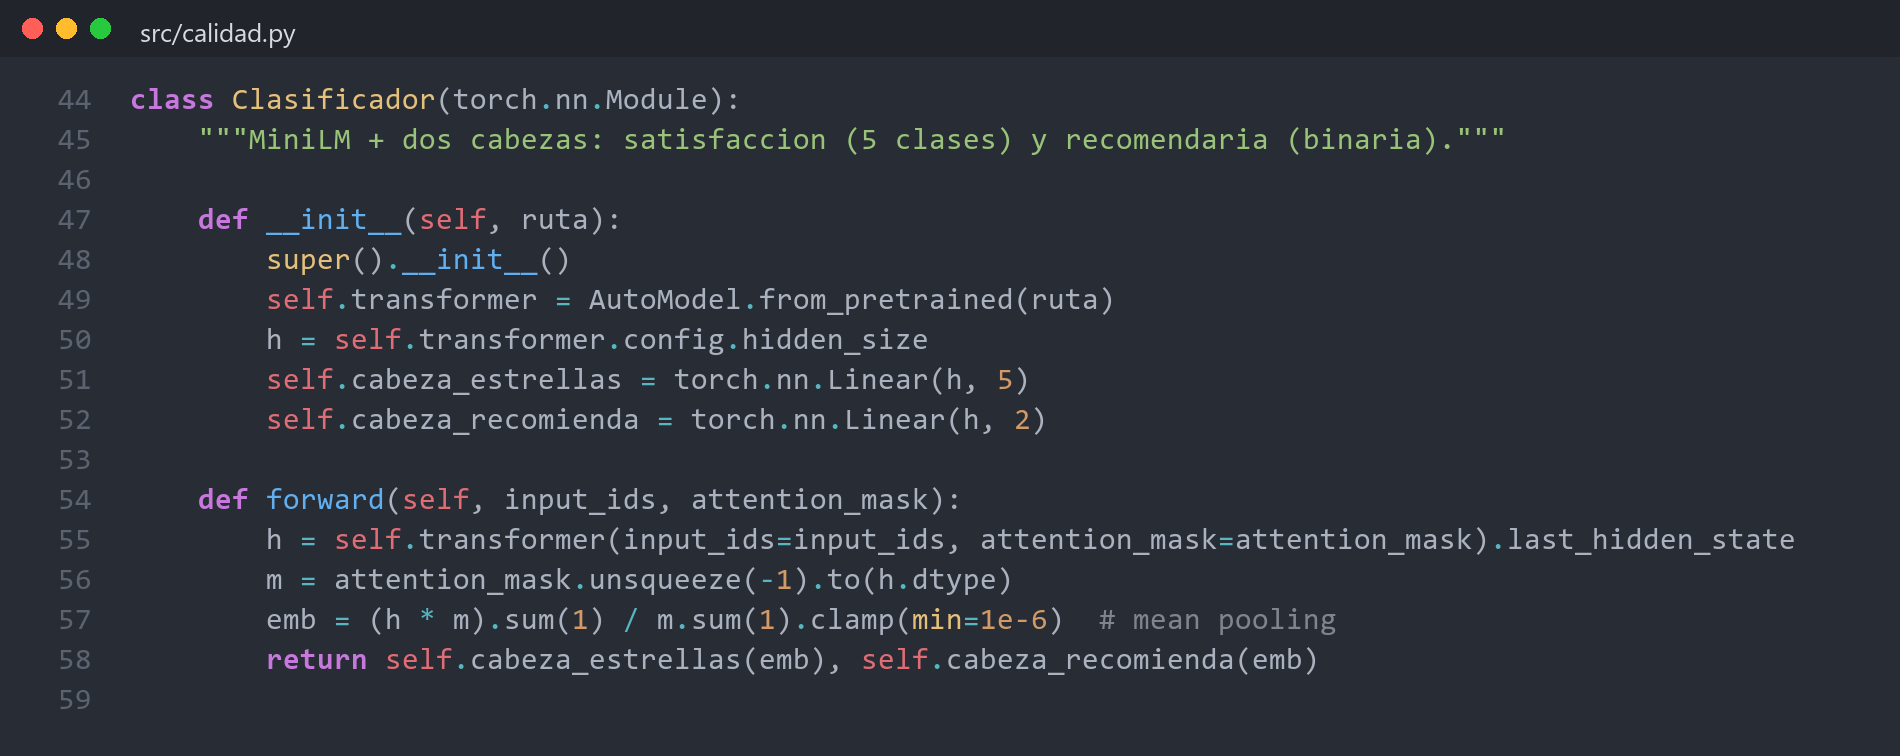 src/calidad.py
44 class Clasificador(torch.nn.Module):
45     """MiniLM + dos cabezas: satisfaccion (5 clases) y recomendaria (binaria)."""
46
47     def __init__(self, ruta):
48         super().__init__()
49         self.transformer = AutoModel.from_pretrained(ruta)
50         h = self.transformer.config.hidden_size
51         self.cabeza_estrellas = torch.nn.Linear(h, 5)
52         self.cabeza_recomienda = torch.nn.Linear(h, 2)
53
54     def forward(self, input_ids, attention_mask):
55         h = self.transformer(input_ids=input_ids, attention_mask=attention_mask).last_hidden_state
56         m = attention_mask.unsqueeze(-1).to(h.dtype)
57         emb = (h * m).sum(1) / m.sum(1).clamp(min=1e-6)  # mean pooling
58         return self.cabeza_estrellas(emb), self.cabeza_recomienda(emb)
59